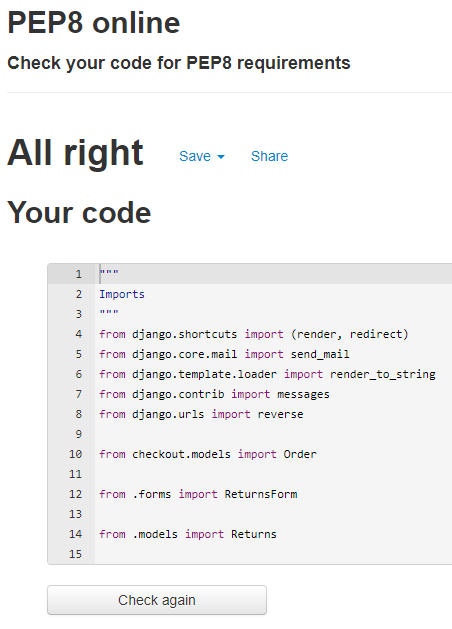 PEP8 online
Check your code for PEP8 requirements
All right Save Share
Your code
1 """
2 Imports
3 """
4 from django.shortcuts import (render, redirect)
5 from django.core.mail import send_mail
6 from django.template.loader import render_to_string
7 from django.contrib import messages
8 from django.urls import reverse
9
10 from checkout.models import Order
11
12 from .forms import ReturnsForm
13
14 from .models import Returns
15
Check again